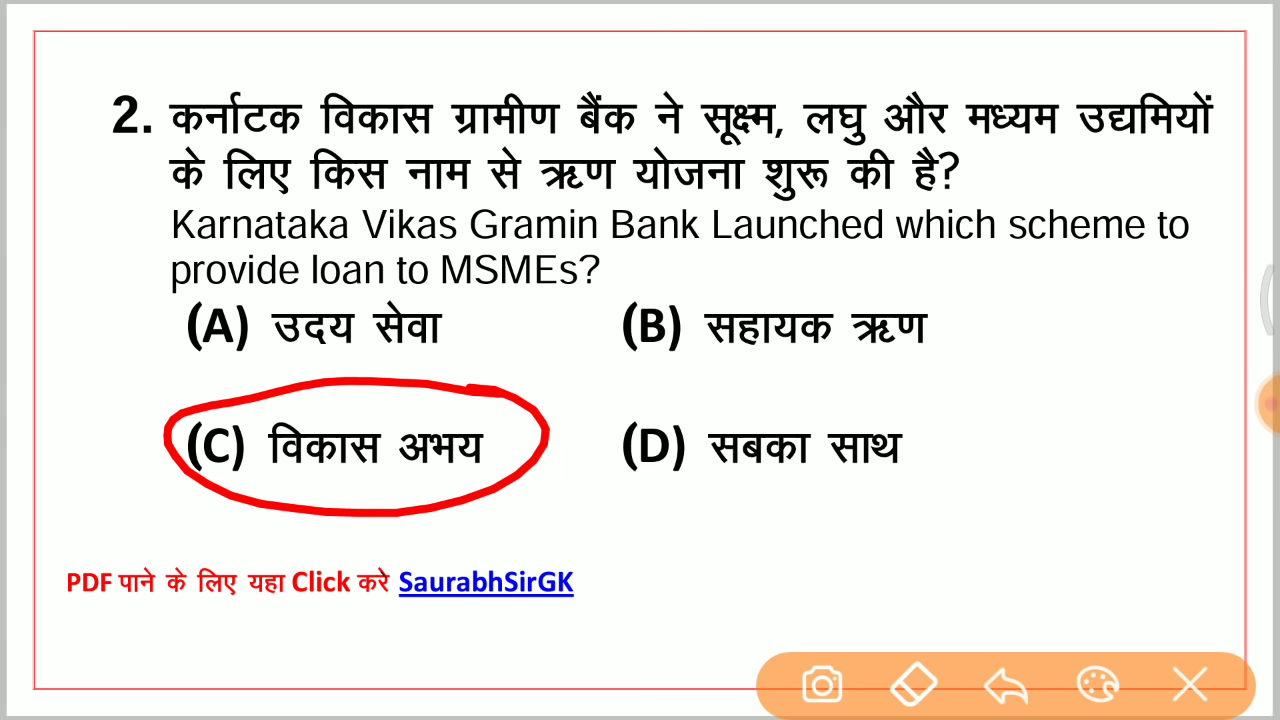 2. कर्नाटक विकास ग्रामीण बैंक ने सूक्ष्म, लघु और मध्यम उद्यमियों
के लिए किस नाम से ऋण योजना शुरू की है?
Karnataka Vikas Gramin Bank Launched which scheme to
provide loan to MSMEs?
(A) उदय सेवा (B) सहायक ऋण
(C) विकास अभय (D) सबका साथ
PDF पाने के लिए यहा Click करे SaurabhSirGK